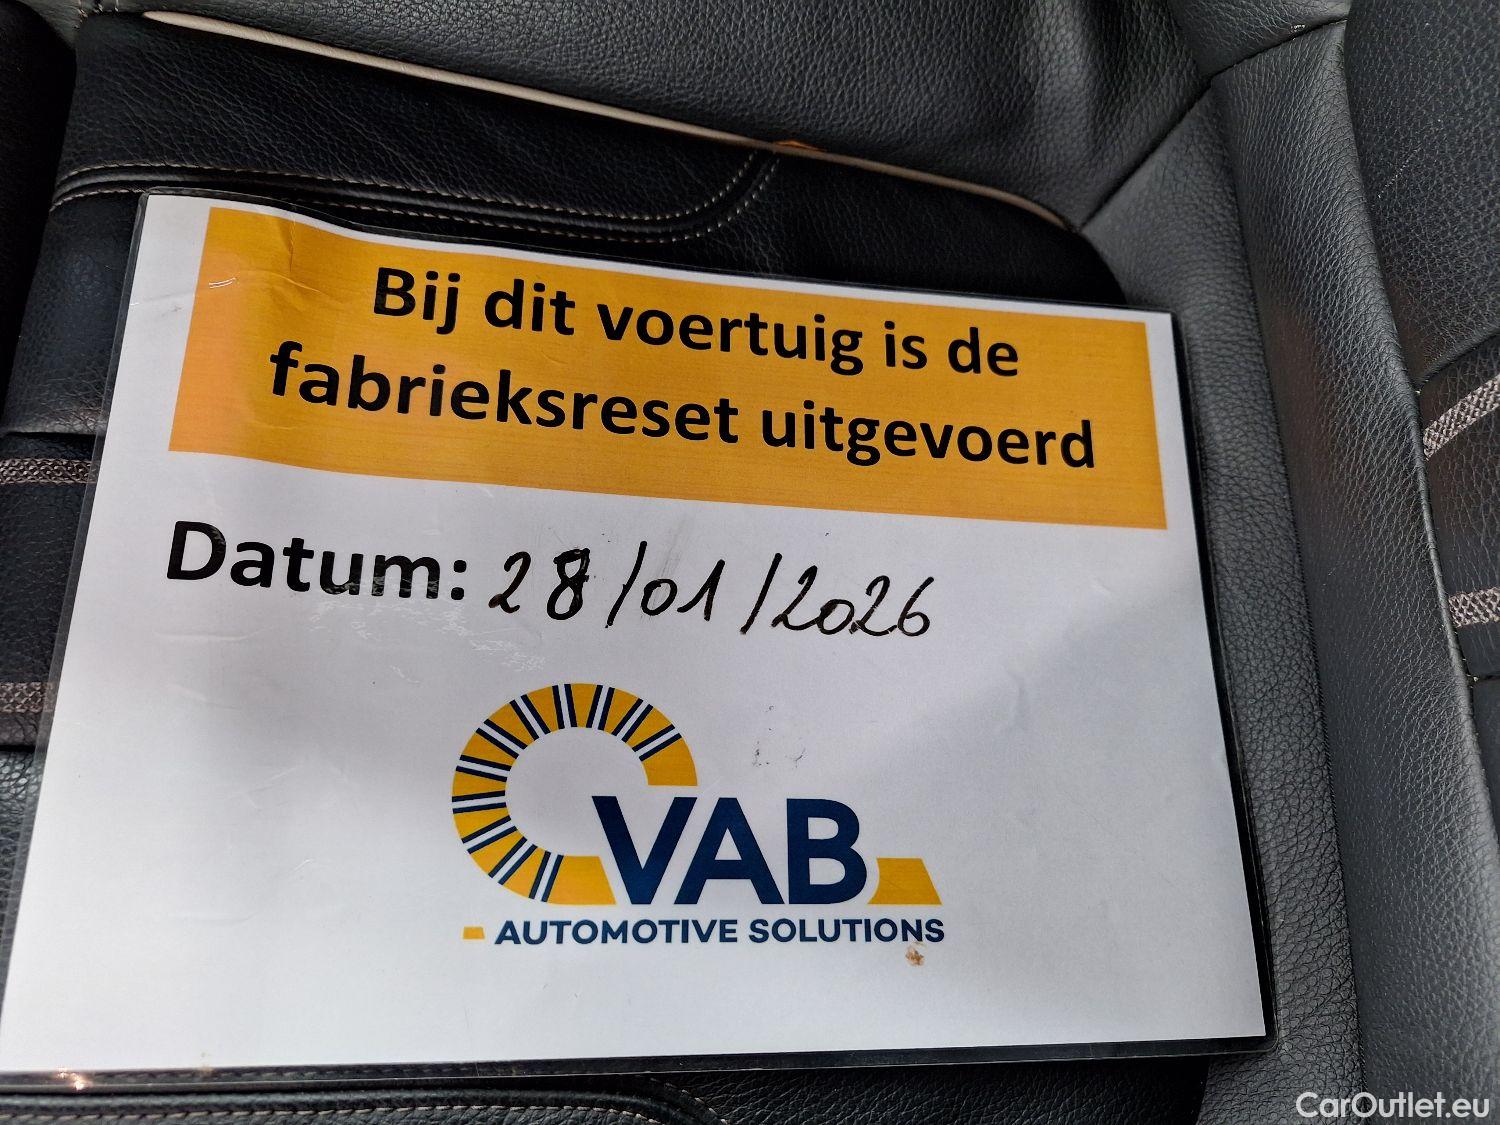 Bij dit voertuig is de
fabrieksreset uitgevoerd
Datum: 28/01/2026
VAB
AUTOMOTIVE SOLUTIONS
CarOutlet.eu